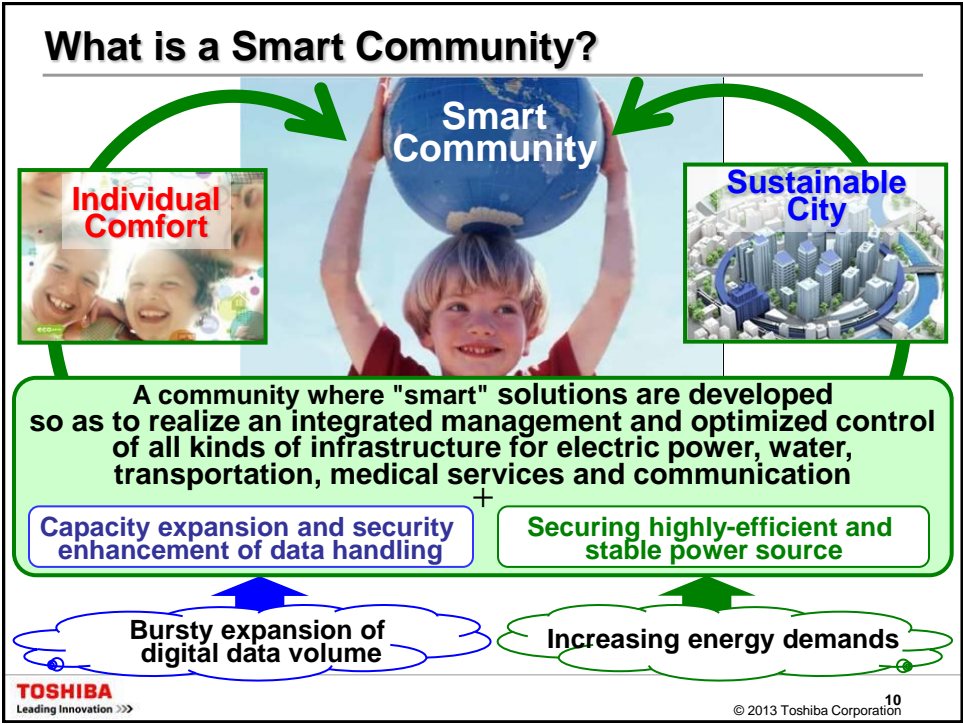 What is a Smart Community?
Smart
Community
Individual
Comfort
Sustainable
City
A community where "smart" solutions are developed
so as to realize an integrated management and optimized control
of all kinds of infrastructure for electric power, water,
transportation, medical services and communication
+
Capacity expansion and security
enhancement of data handling
Securing highly-efficient and
stable power source
Bursty expansion of
digital data volume
Increasing energy demands
TOSHIBA
Leading Innovation >>>
10
© 2013 Toshiba Corporation